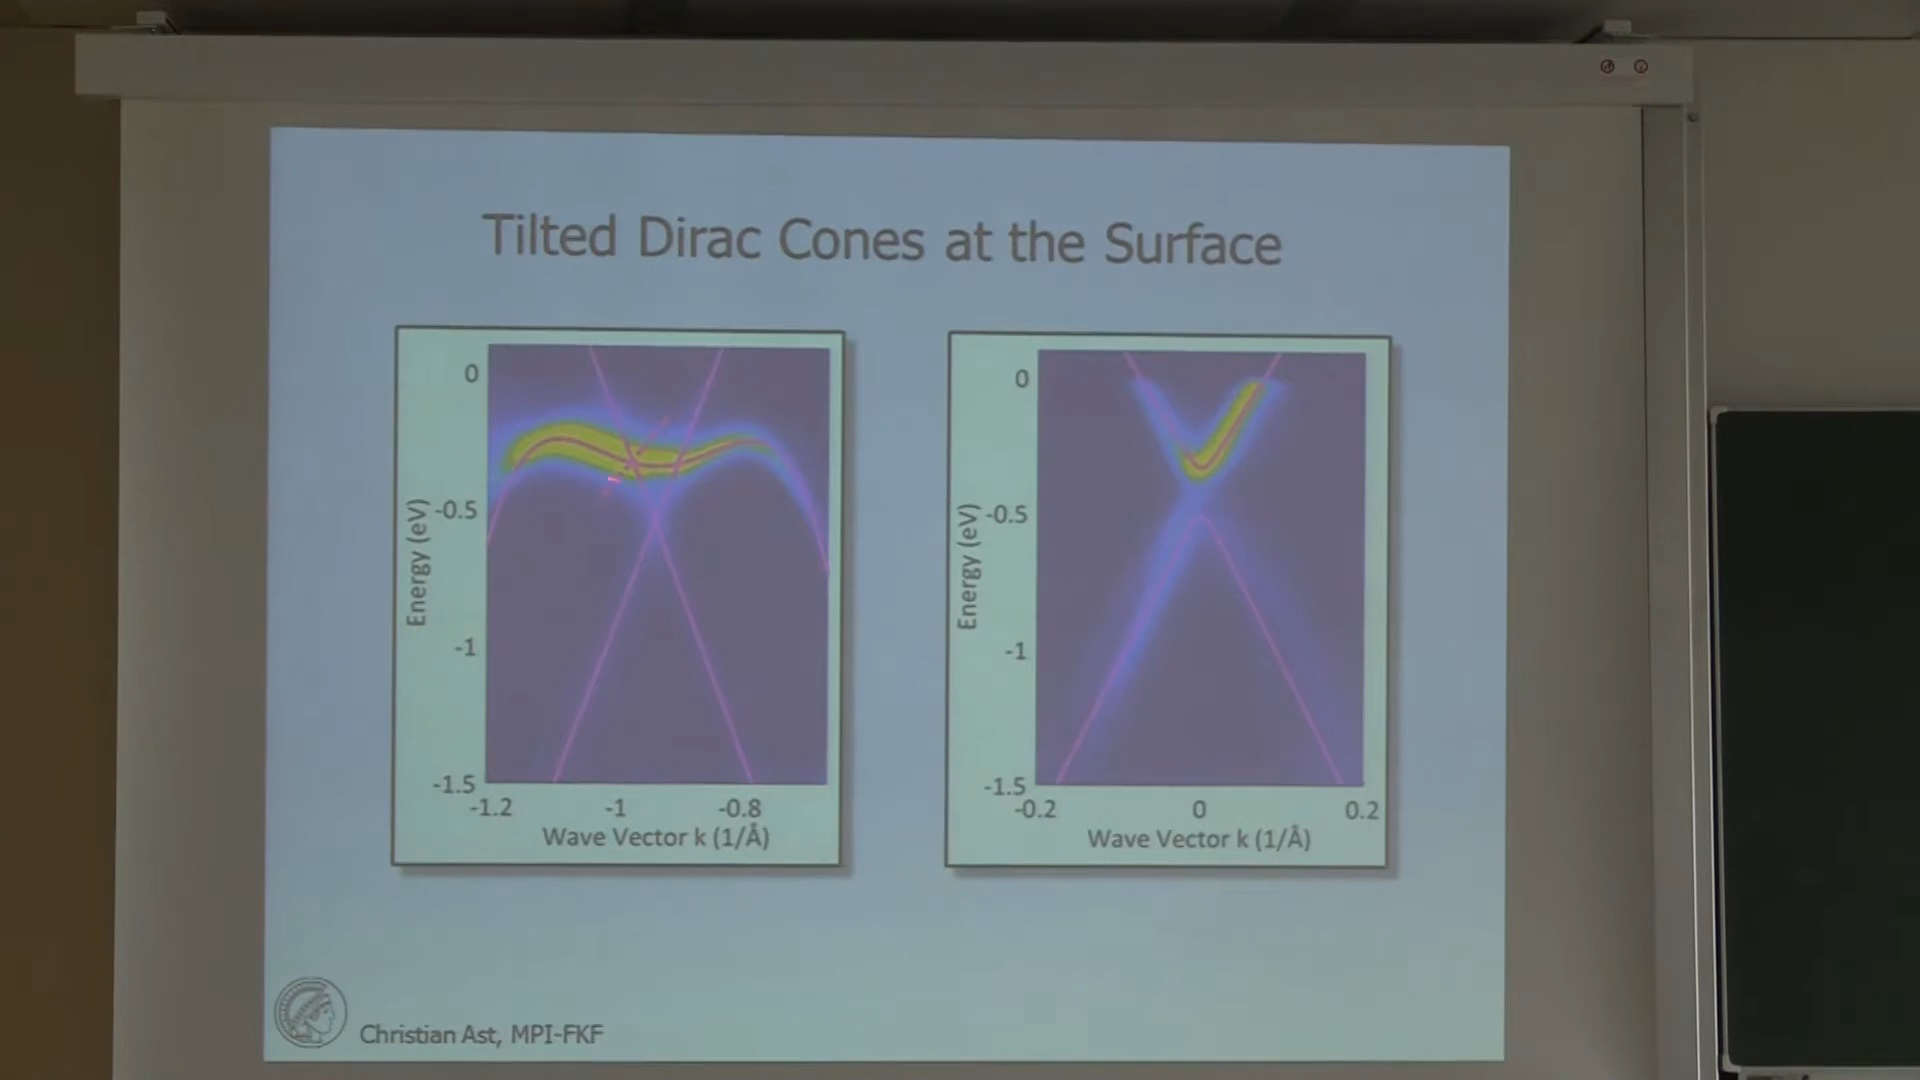 Tilted Dirac Cones at the Surface
0
-0.5
-1
-1.5
Energy (eV)
-1.2 -1 -0.8
Wave Vector k (1/Å)
0
-0.5
-1
-1.5
Energy (eV)
-0.2 0 0.2
Wave Vector k (1/Å)
Christian Ast, MPI-FKF